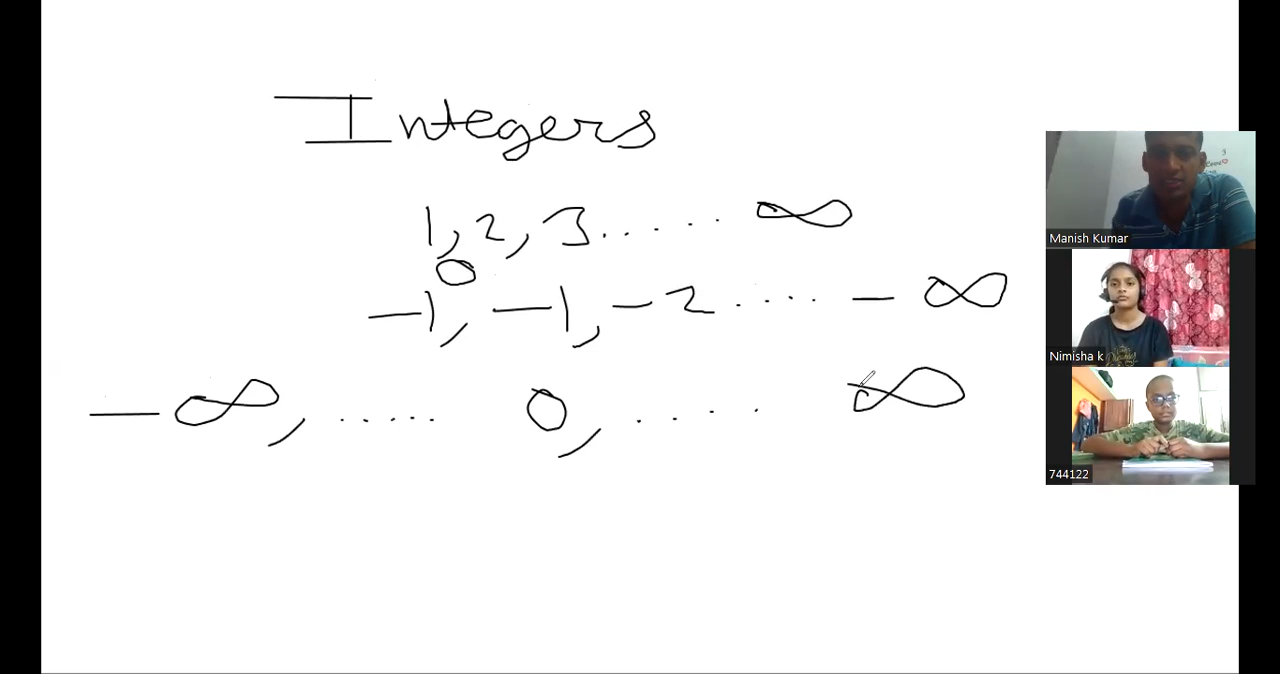 Integers
1, 2, 3..... ∞
0
-1, -1, -2 .... - ∞
- ∞, ..... 0, .... ∞
Manish Kumar
Nimisha k
744122